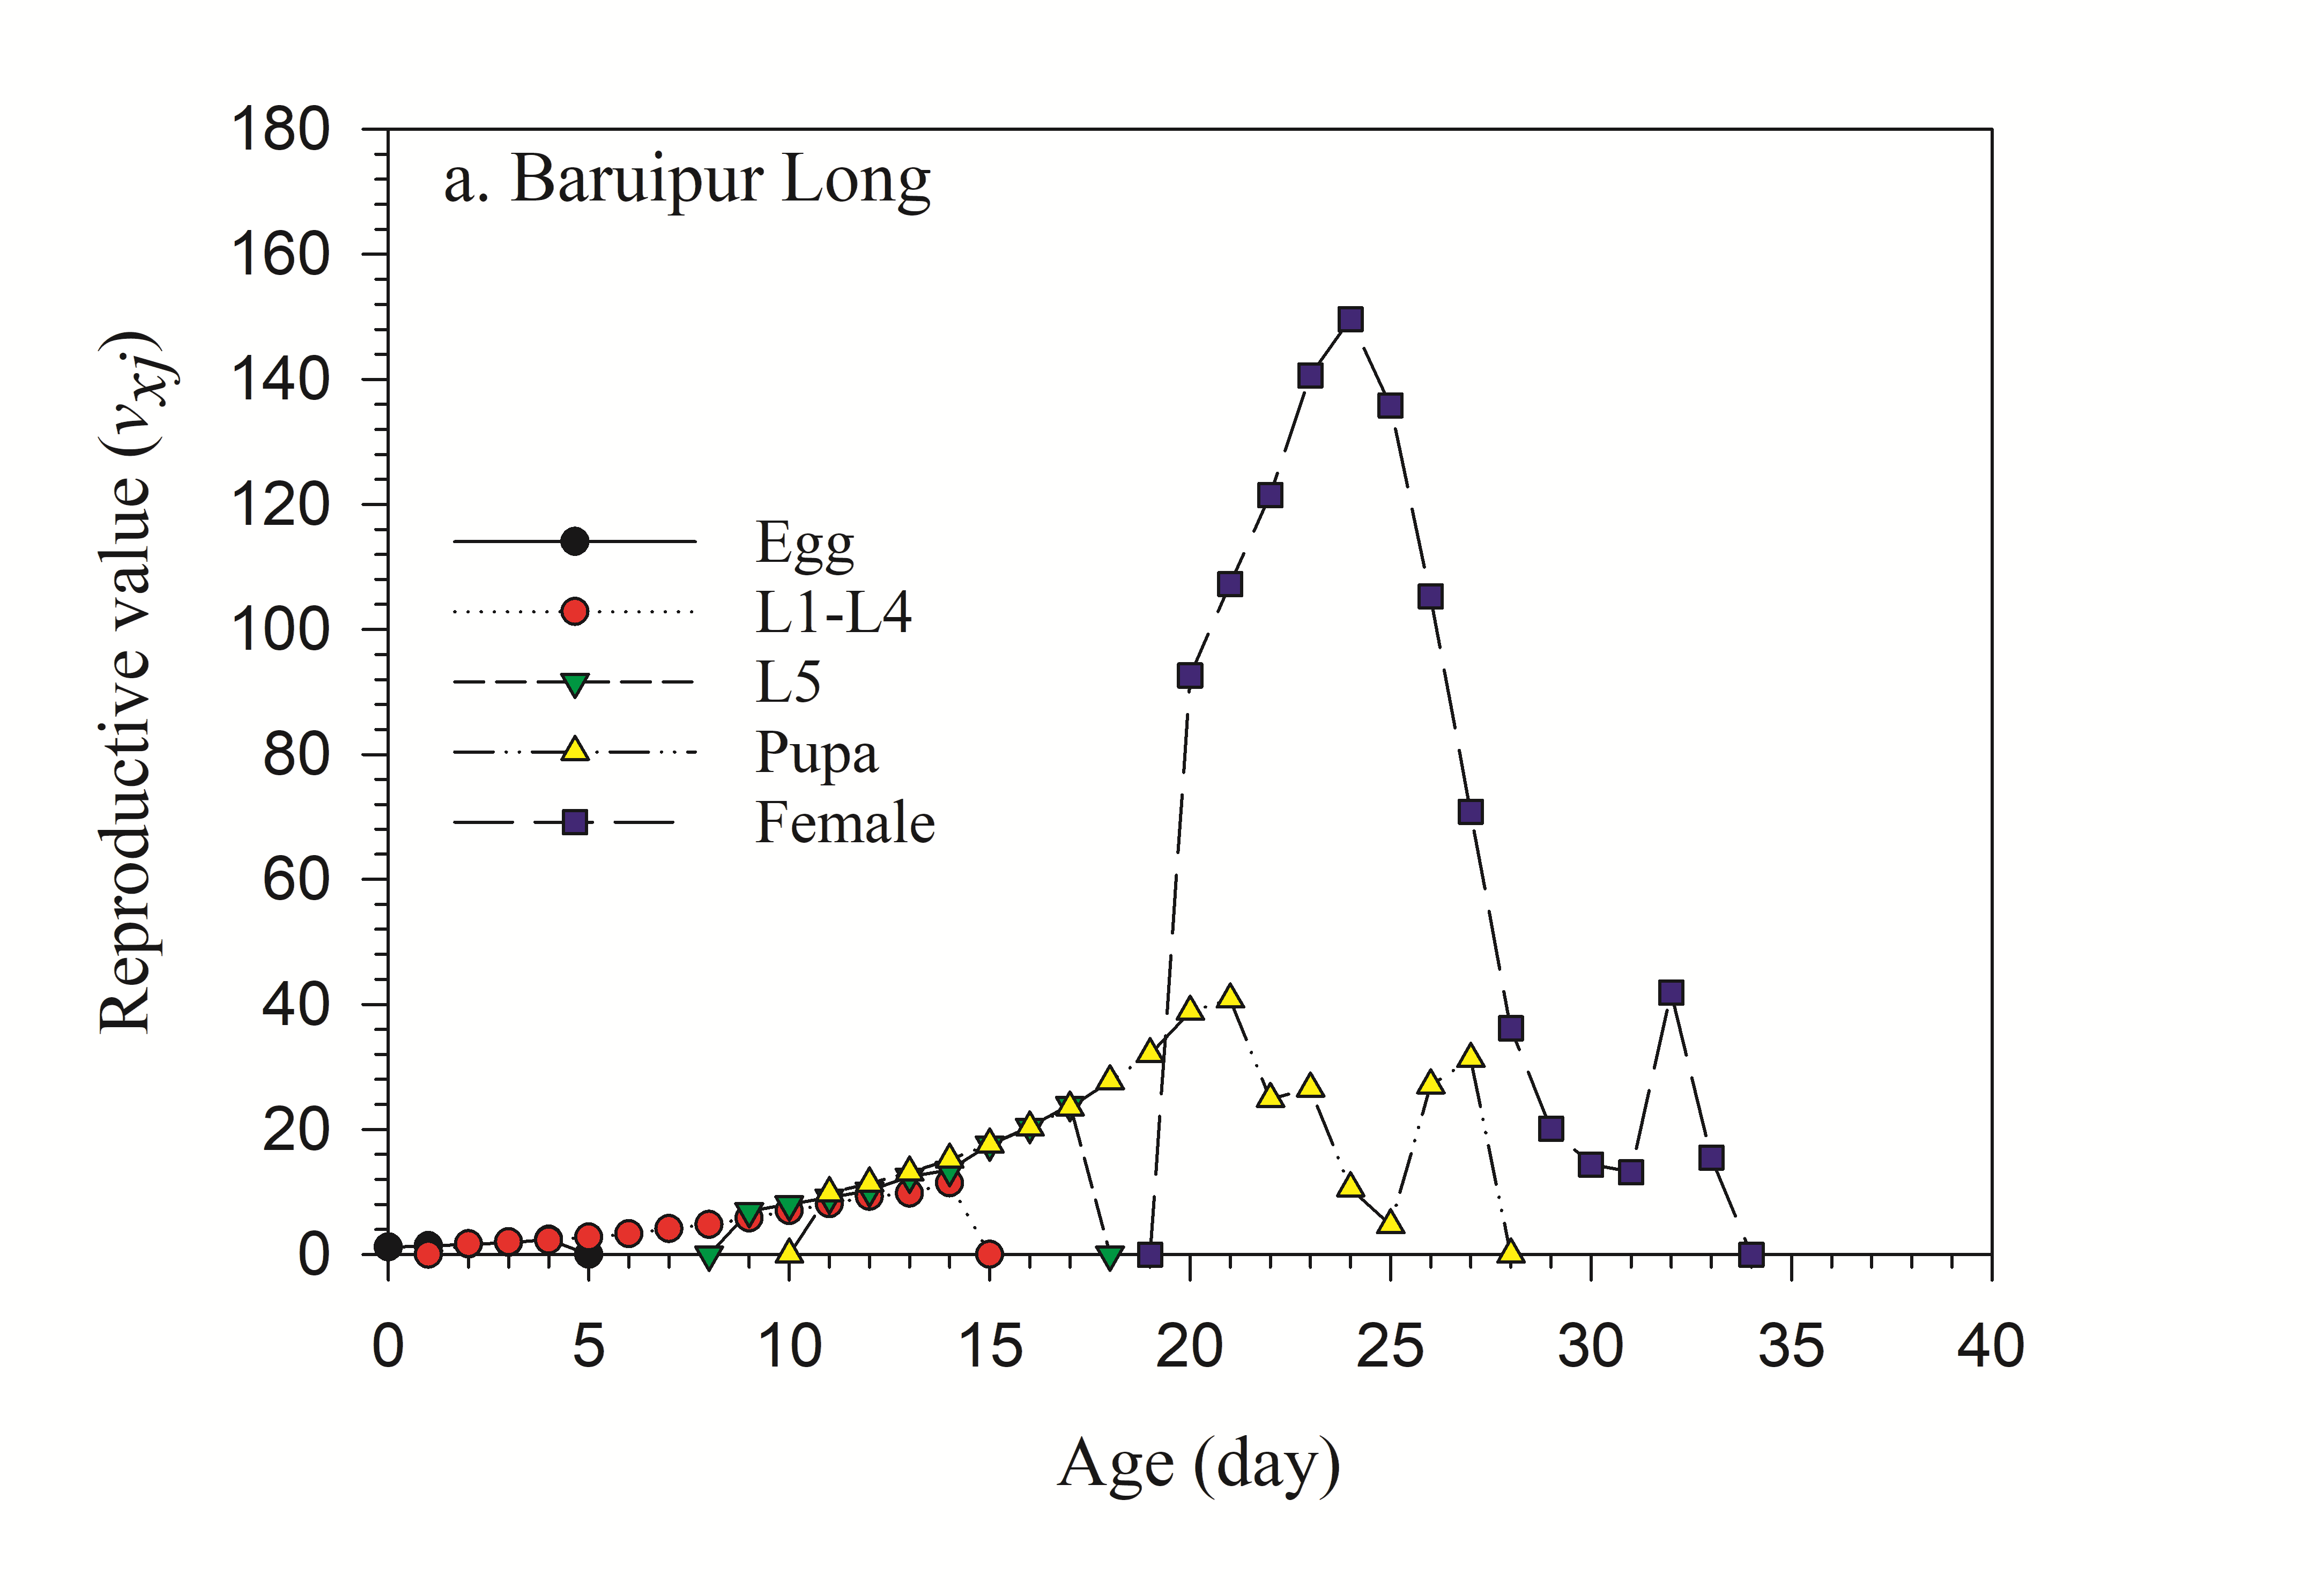 a. Baruipur Long
Reproductive value (vxj)
180
160
140
120
100
80
60
40
20
0
Egg
L1-L4
L5
Pupa
Female
0 5 10 15 20 25 30 35 40
Age (day)